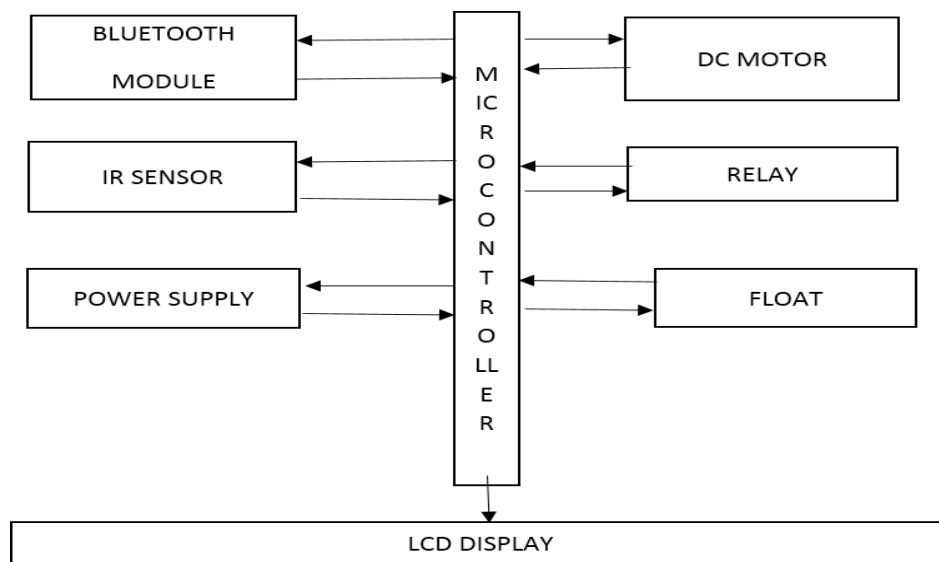 BLUETOOTH
MODULE
IR SENSOR
POWER SUPPLY
M
IC
R
O
C
O
N
T
R
O
LL
E
R
DC MOTOR
RELAY
FLOAT
LCD DISPLAY